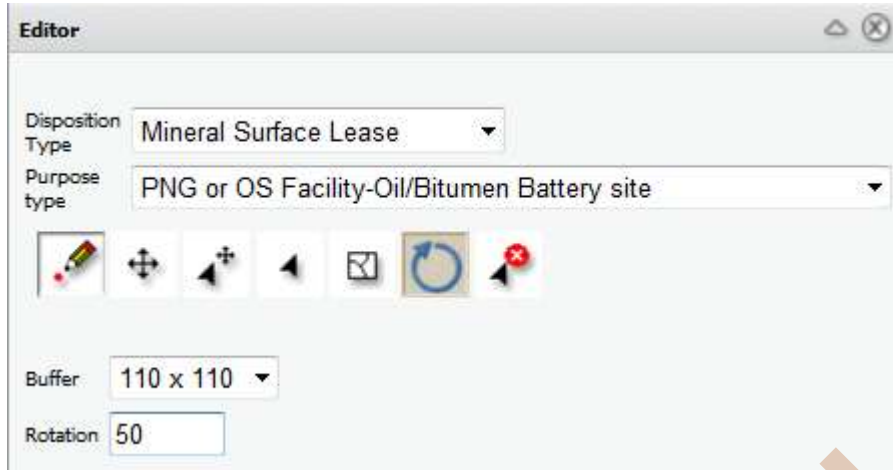 Editor
Disposition
Type
Mineral Surface Lease
Purpose
type
PNG or OS Facility-Oil/Bitumen Battery site
Buffer
110 x 110
Rotation
50